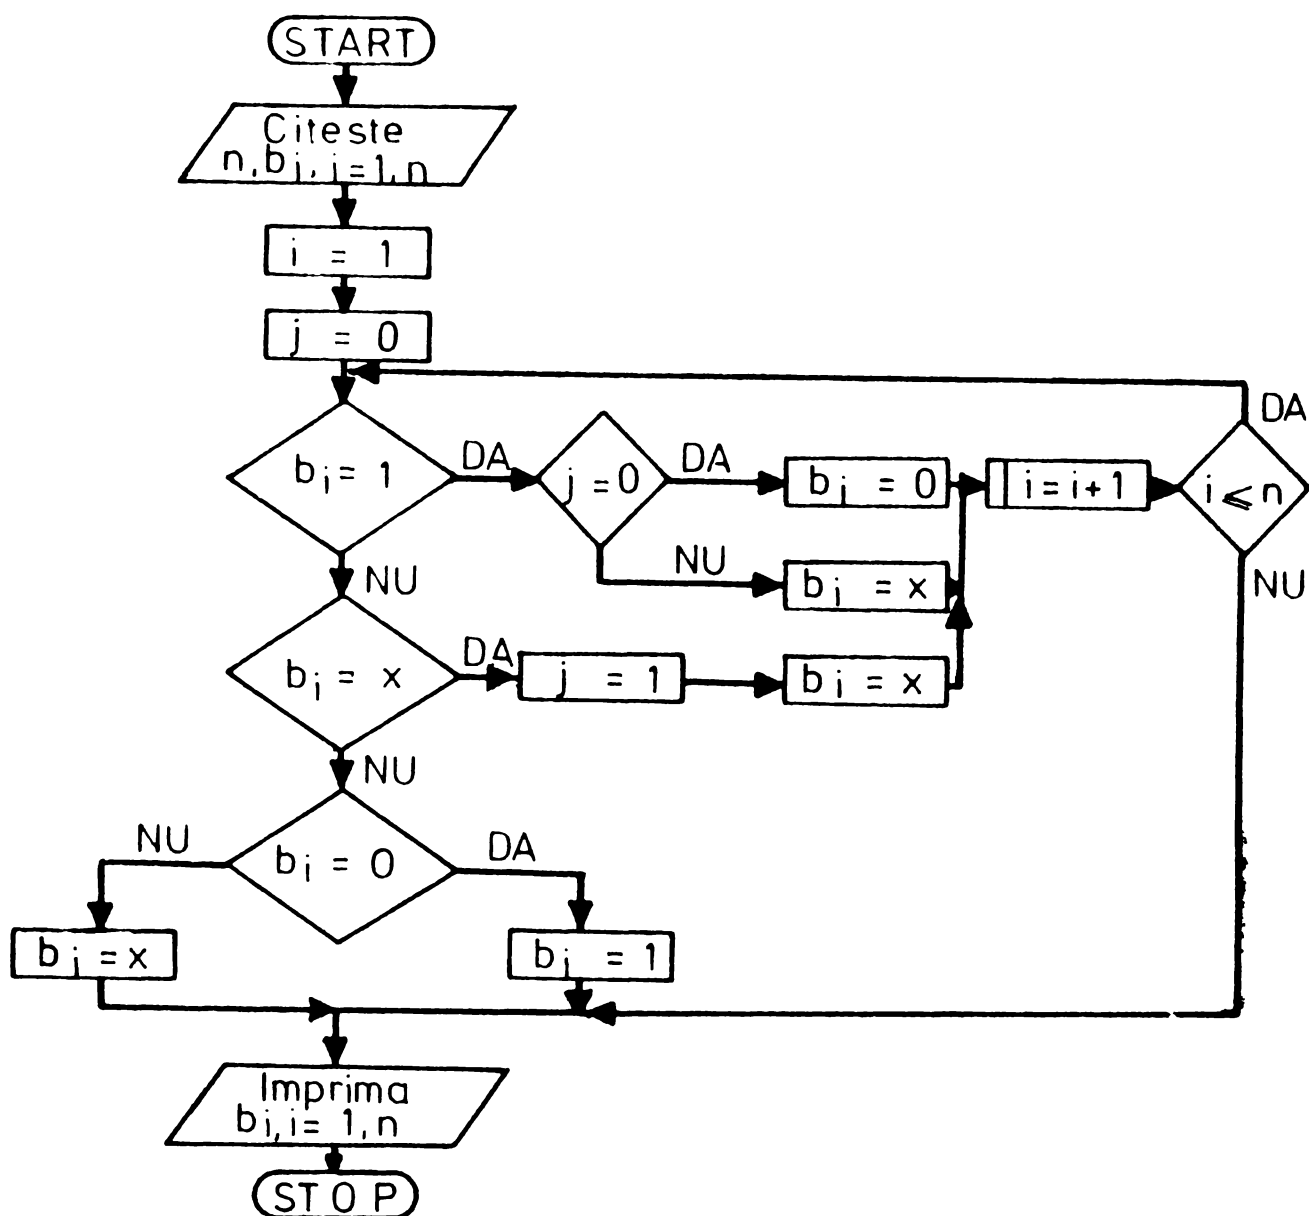 START
Citeste
n, bi, i=1,n
i = 1
j = 0
bi = 1
DA
j = 0
DA
bi = 0
i = i+1
i ⩽ n
DA
NU
NU
bi = x
NU
bi = x
DA
j = 1
bi = x
NU
bi = 0
NU
DA
bi = x
bi = 1
Imprima
bi, i = 1,n
STOP